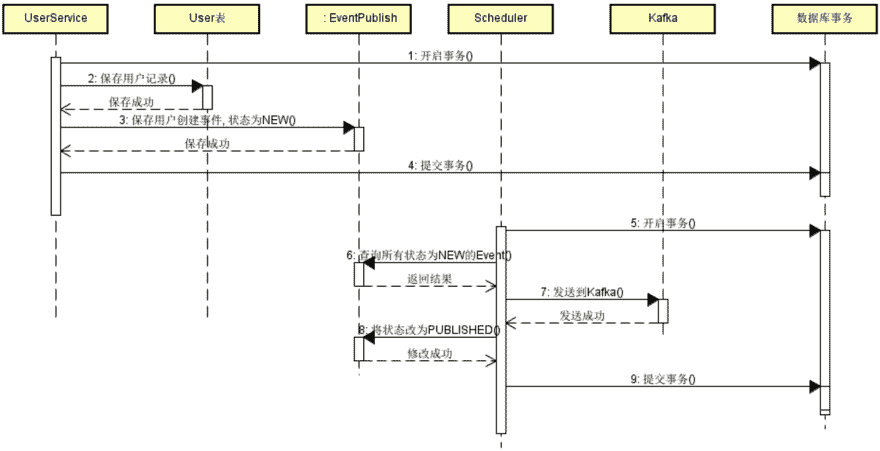 UserService
User表
: EventPublish
Scheduler
Kafka
数据库事务
1: 开启事务()
2: 保存用户记录()
保存成功
3: 保存用户创建事件, 状态为NEW()
保存成功
4: 提交事务()
5: 开启事务()
6: 查询所有状态为NEW的Event()
返回结果
7: 发送到Kafka()
发送成功
8: 将状态改为PUBLISHED()
修改成功
9: 提交事务()